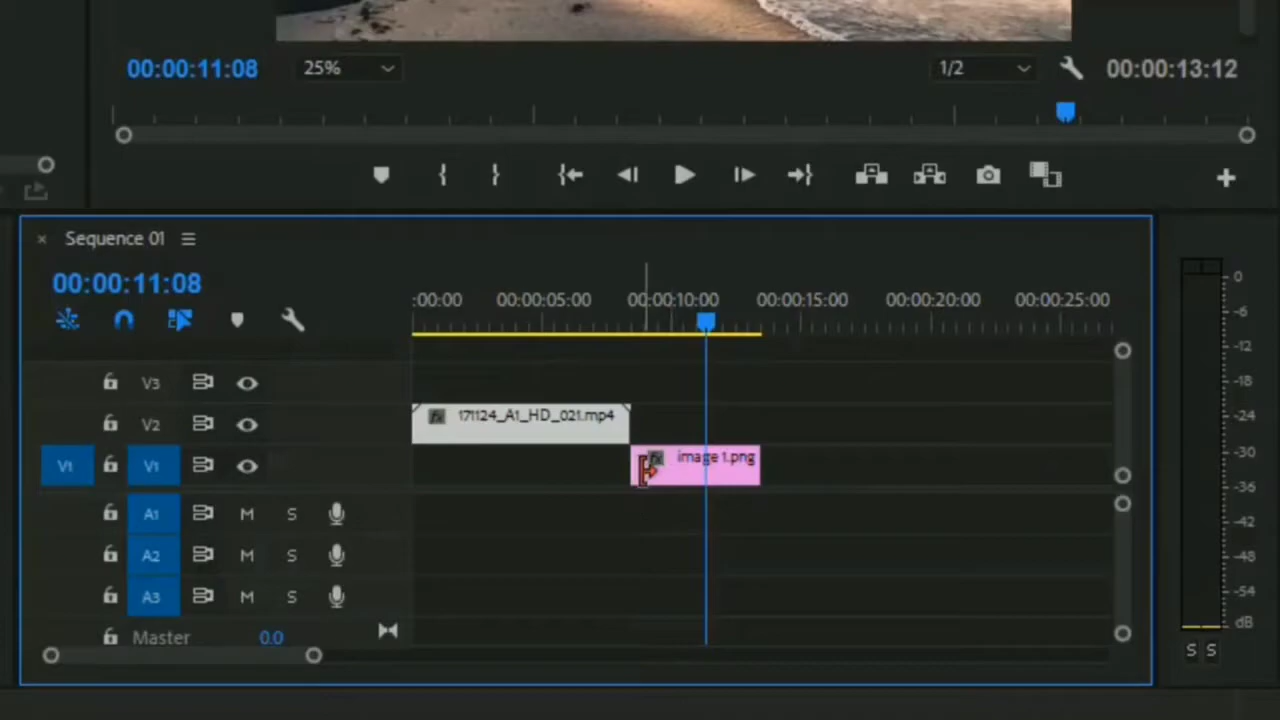 00:00:11:08 25% 1/2 00:00:13:12
Sequence 01
00:00:11:08
:00:00 00:00:05:00 00:00:10:00 00:00:15:00 00:00:20:00 00:00:25:00
V3
V2 fx 171124_A1_HD_021.mp4
V1 V1 fx image 1.png
A1 M S
A2 M S
A3 M S
Master 0.0
0
-6
-12
-18
-24
-30
-36
-42
-48
-54
dB
S S